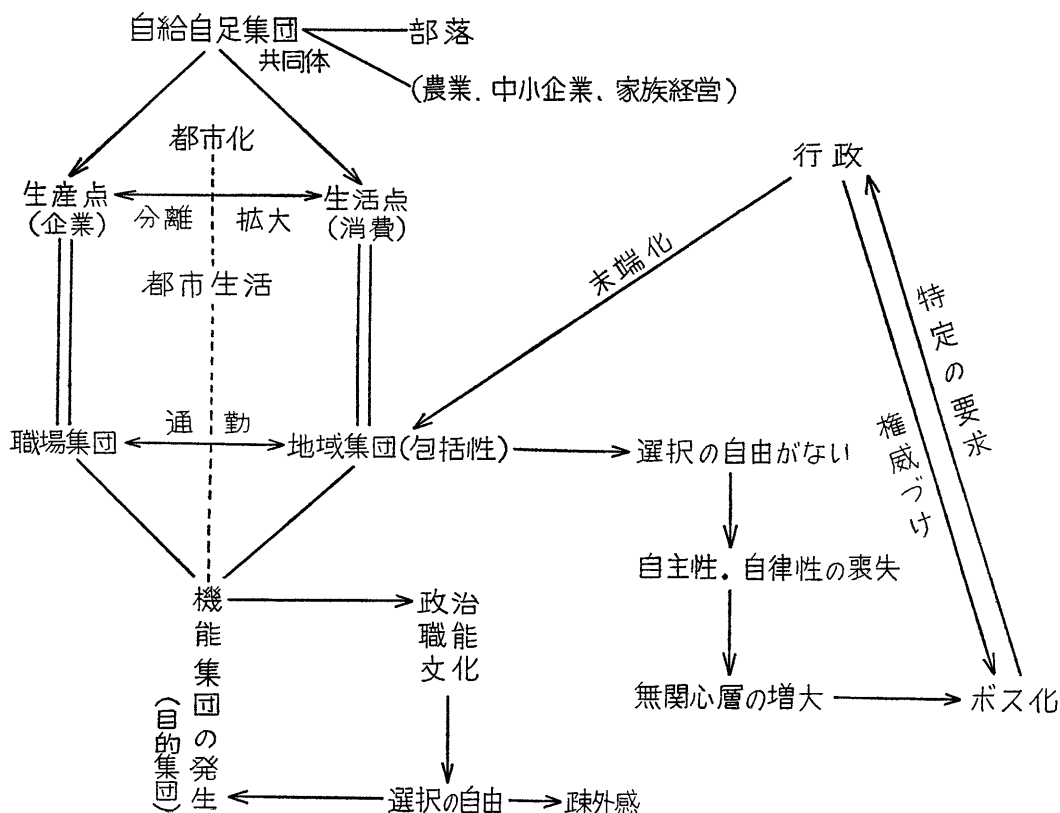 自給自足集団
部落
共同体
(農業.中小企業、家族経営)
都市化
行政
生産点
(企業)
分離
拡大
生活点
(消費)
末端化
都市生活
特定の要求
権威づけ
職場集団
通勤
地域集団(包括性)
選択の自由がない
自主性.自律性の喪失
機能集団の発生
(目的集団)
政治
職能
文化
無関心層の増大
ボス化
選択の自由
疎外感